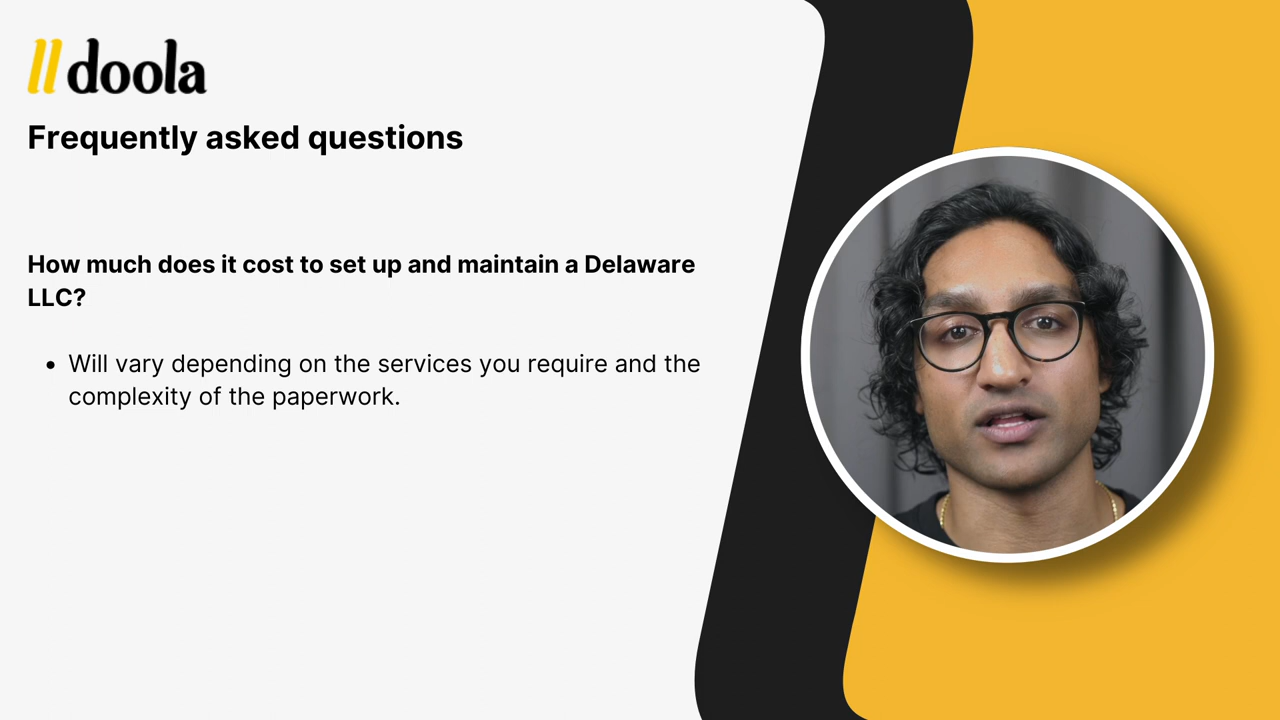 doola
Frequently asked questions
How much does it cost to set up and maintain a Delaware
LLC?
• Will vary depending on the services you require and the
complexity of the paperwork.